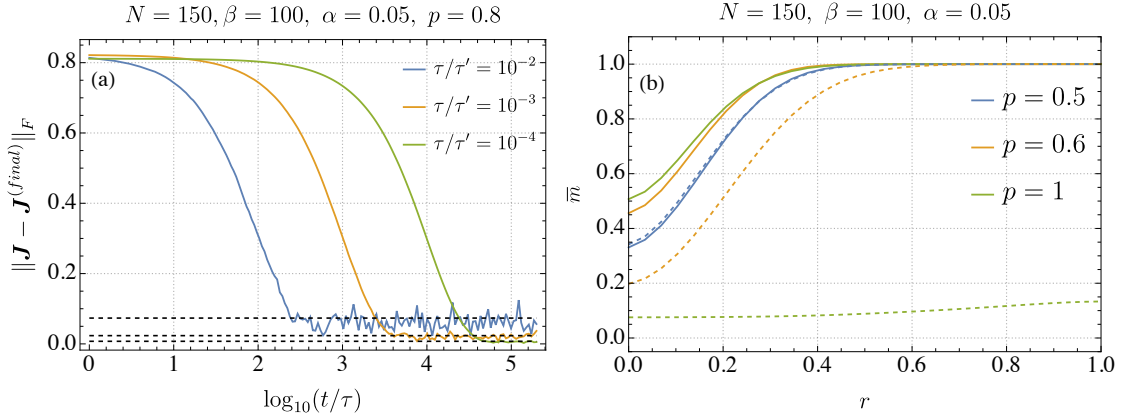 N = 150, β = 100, α = 0.05, p = 0.8
(a)
τ/τ′ = 10⁻²
τ/τ′ = 10⁻³
τ/τ′ = 10⁻⁴
||J − J^(final)||_F
0.8
0.6
0.4
0.2
0.0
0 1 2 3 4 5
log₁₀(t/τ)
N = 150, β = 100, α = 0.05
(b)
p = 0.5
p = 0.6
p = 1
m̅
1.0
0.8
0.6
0.4
0.2
0.0
0.0 0.2 0.4 0.6 0.8 1.0
r